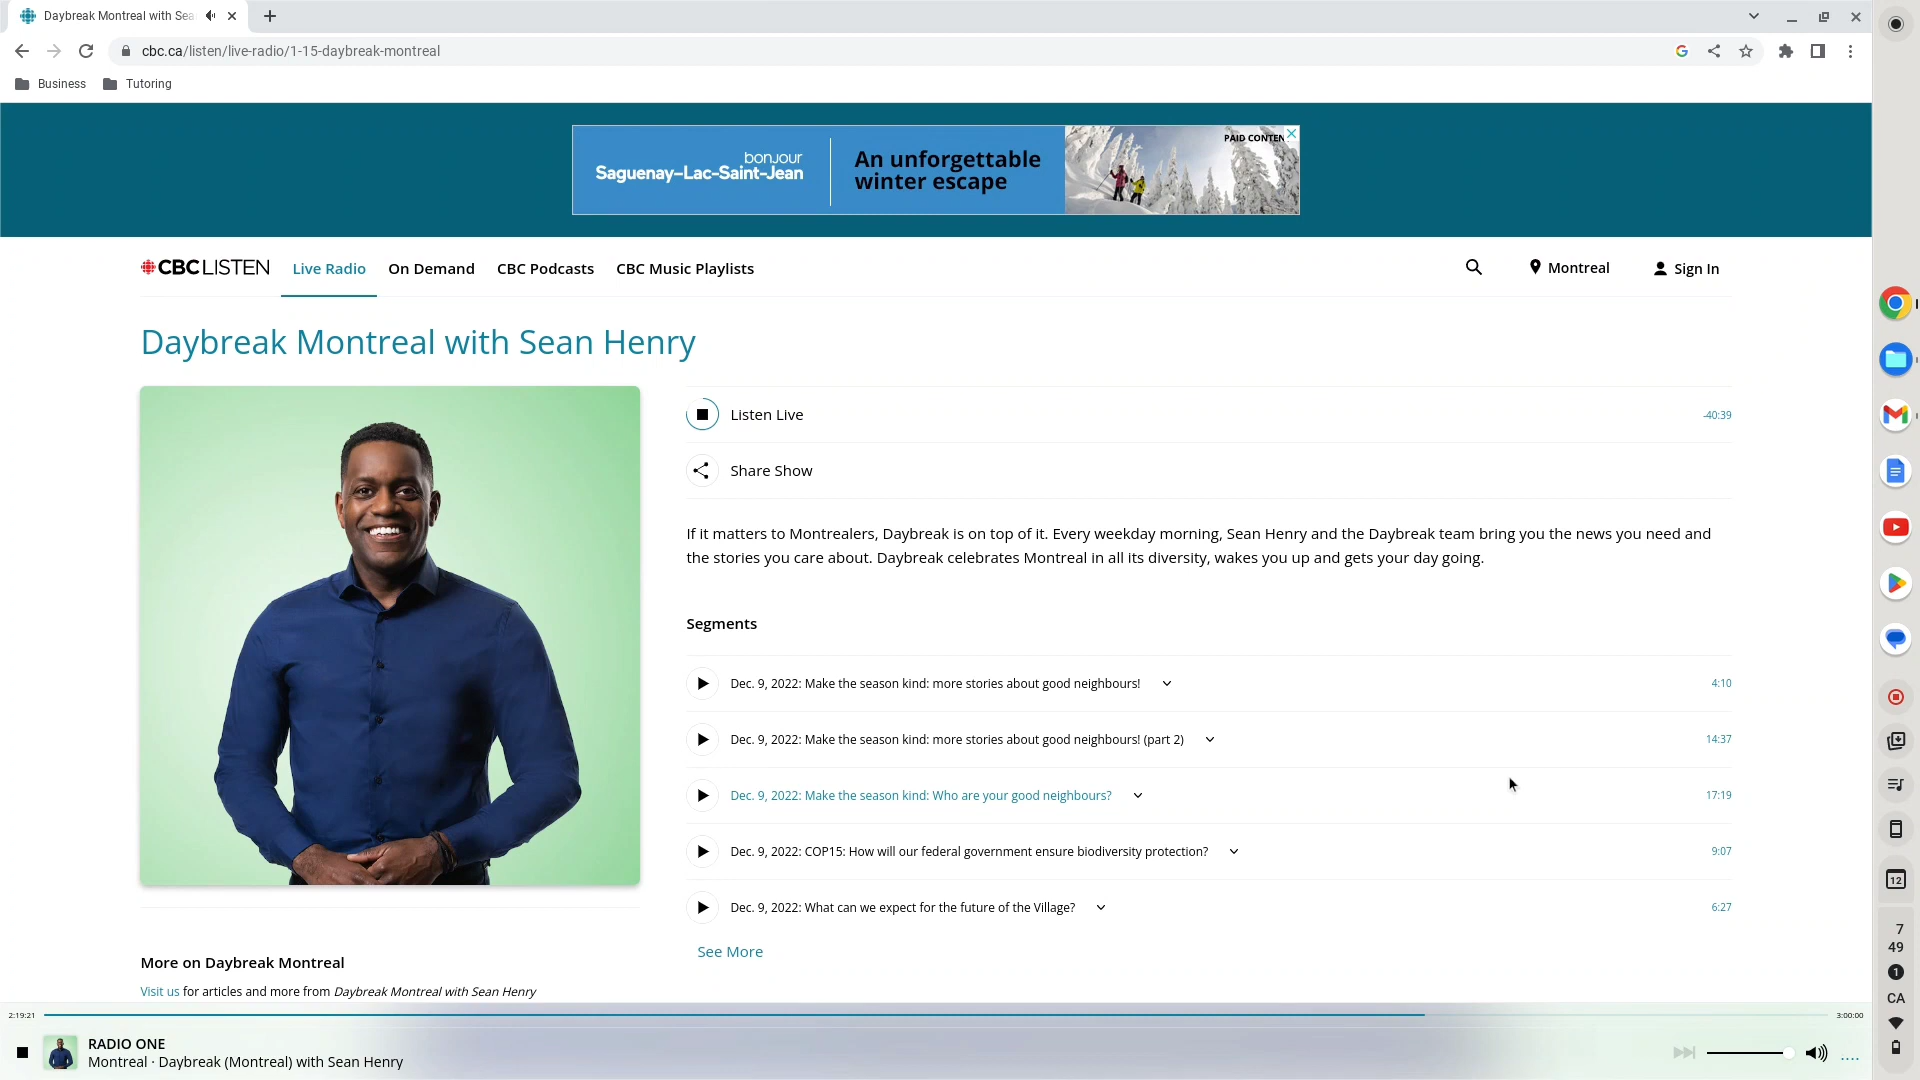 Daybreak Montreal with Sea
cbc.ca/listen/live-radio/1-15-daybreak-montreal
Business
Tutoring
bonjour
Saguenay–Lac-Saint-Jean
An unforgettable
winter escape
PAID CONTEN
CBC LISTEN
Live Radio
On Demand
CBC Podcasts
CBC Music Playlists
Montreal
Sign In
Daybreak Montreal with Sean Henry
Listen Live
-40:39
Share Show
If it matters to Montrealers, Daybreak is on top of it. Every weekday morning, Sean Henry and the Daybreak team bring you the news you need and
the stories you care about. Daybreak celebrates Montreal in all its diversity, wakes you up and gets your day going.
Segments
Dec. 9, 2022: Make the season kind: more stories about good neighbours!
4:10
Dec. 9, 2022: Make the season kind: more stories about good neighbours! (part 2)
14:37
Dec. 9, 2022: Make the season kind: Who are your good neighbours?
17:19
Dec. 9, 2022: COP15: How will our federal government ensure biodiversity protection?
9:07
Dec. 9, 2022: What can we expect for the future of the Village?
6:27
See More
More on Daybreak Montreal
Visit us for articles and more from Daybreak Montreal with Sean Henry
2:19:21
3:00:00
RADIO ONE
Montreal · Daybreak (Montreal) with Sean Henry
12
7
49
1
CA